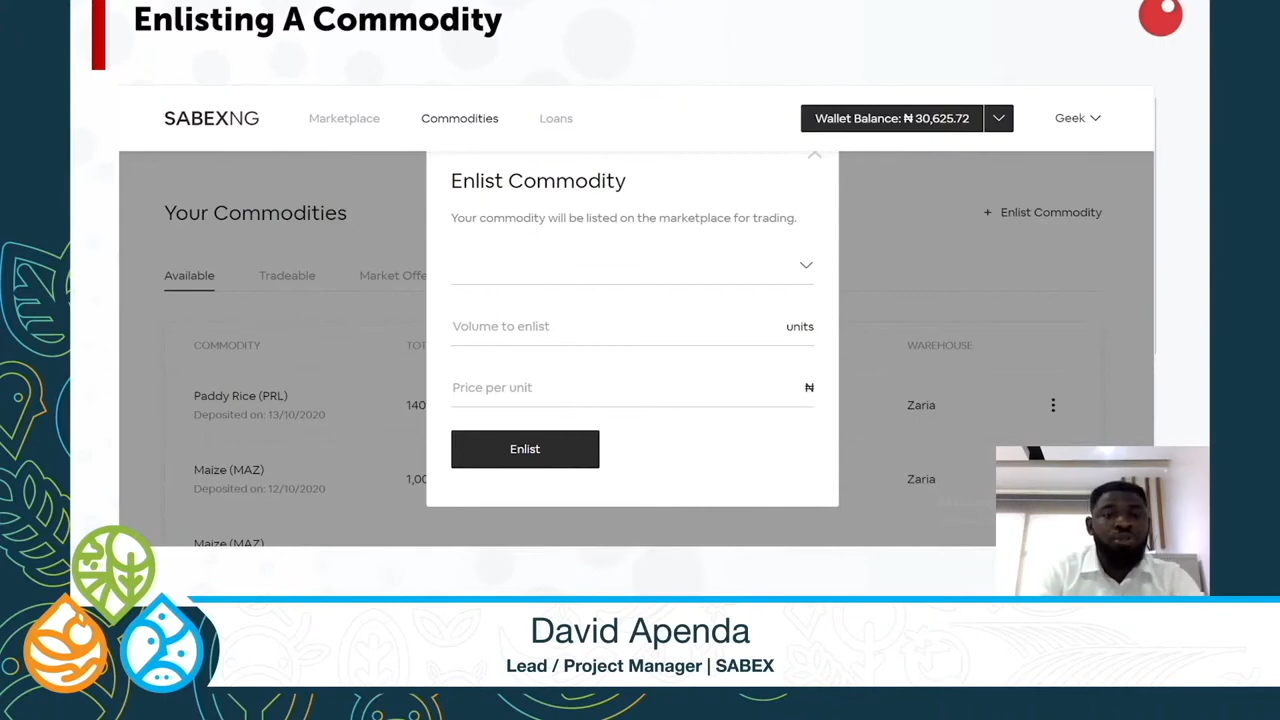 Enlisting A Commodity
SABEXNG
Marketplace
Commodities
Loans
Wallet Balance: ₦ 30,625.72
Geek
Your Commodities
+ Enlist Commodity
Available
Tradeable
Market Offe
Enlist Commodity
Your commodity will be listed on the marketplace for trading.
Volume to enlist units
Price per unit ₦
Enlist
COMMODITY
TOT
WAREHOUSE
Paddy Rice (PRL)
Deposited on: 13/10/2020
140
Zaria
Maize (MAZ)
Deposited on: 12/10/2020
1,00
Zaria
Maize (MAZ)
David Apenda
Lead / Project Manager | SABEX